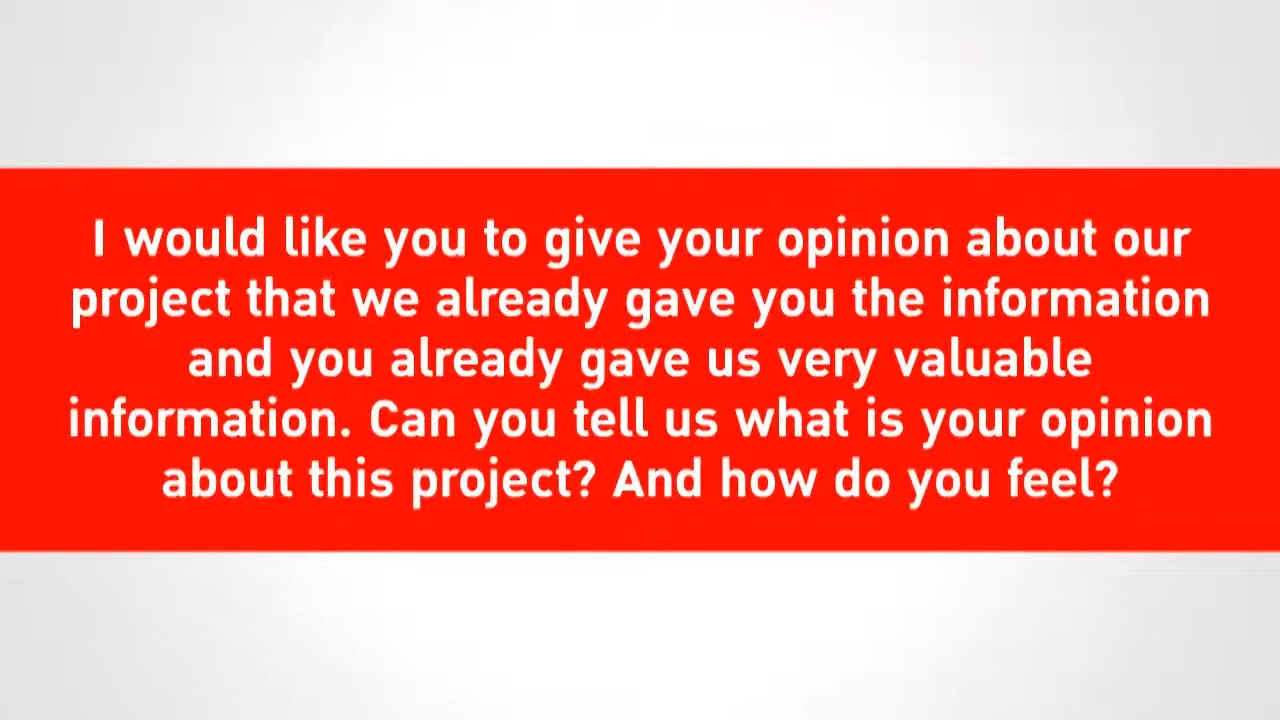 I would like you to give your opinion about our
project that we already gave you the information
and you already gave us very valuable
information. Can you tell us what is your opinion
about this project? And how do you feel?